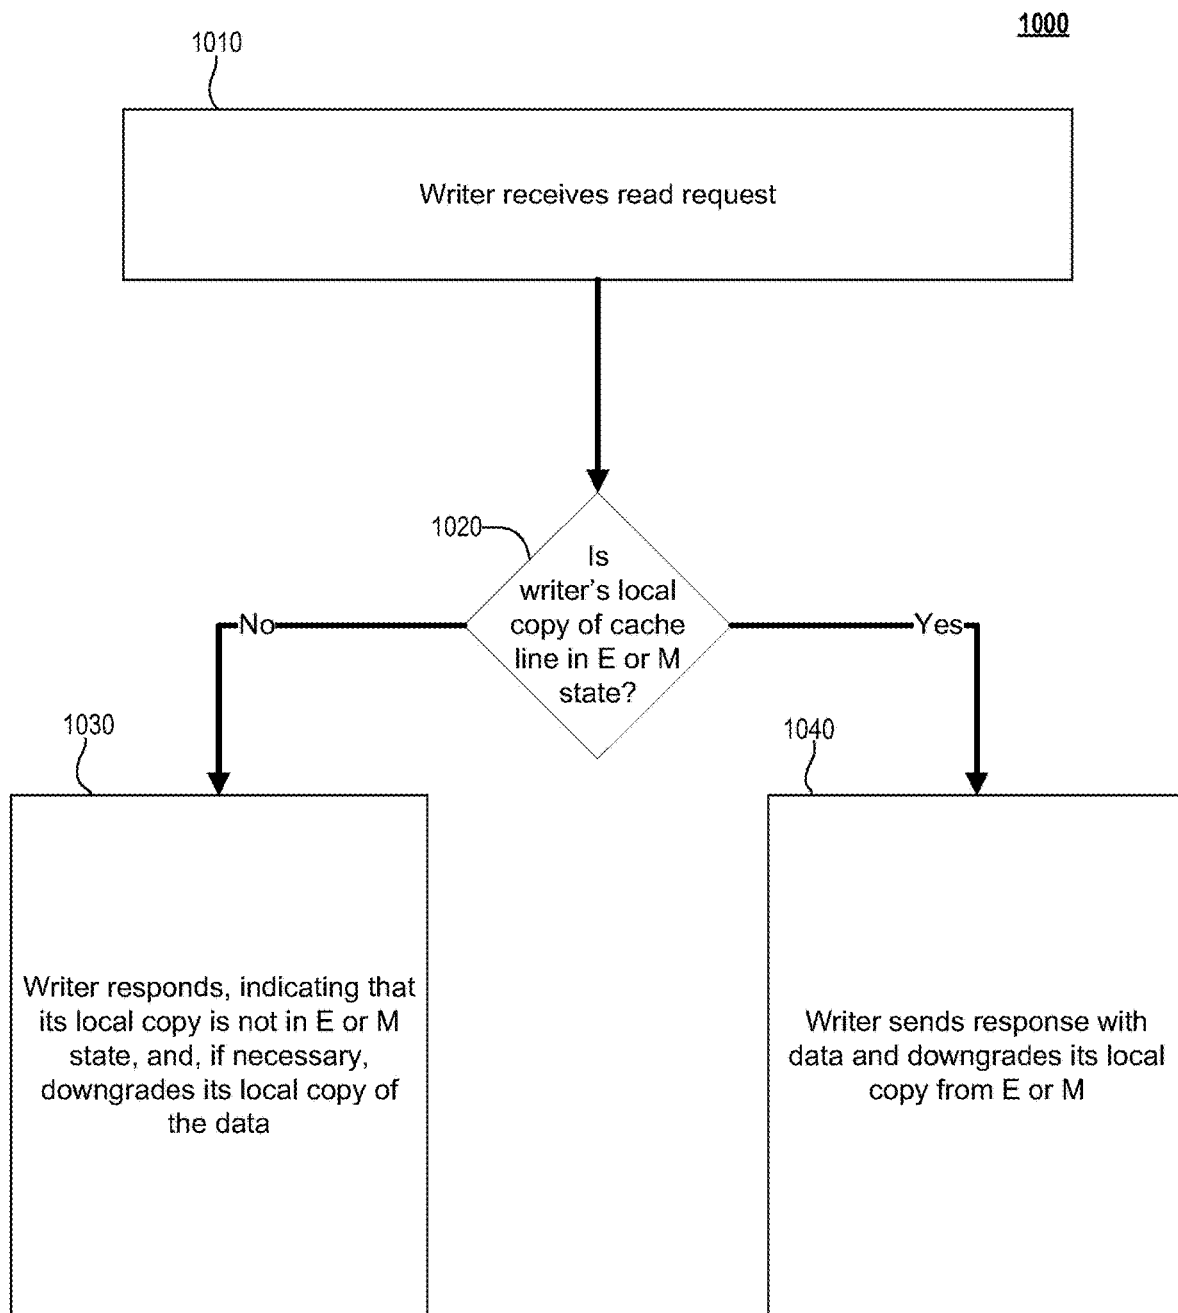 1000
1010
Writer receives read request
1020
Is
writer's local
copy of cache
line in E or M
state?
No
Yes
1030
1040
Writer responds, indicating that
its local copy is not in E or M
state, and, if necessary,
downgrades its local copy of
the data
Writer sends response with
data and downgrades its local
copy from E or M